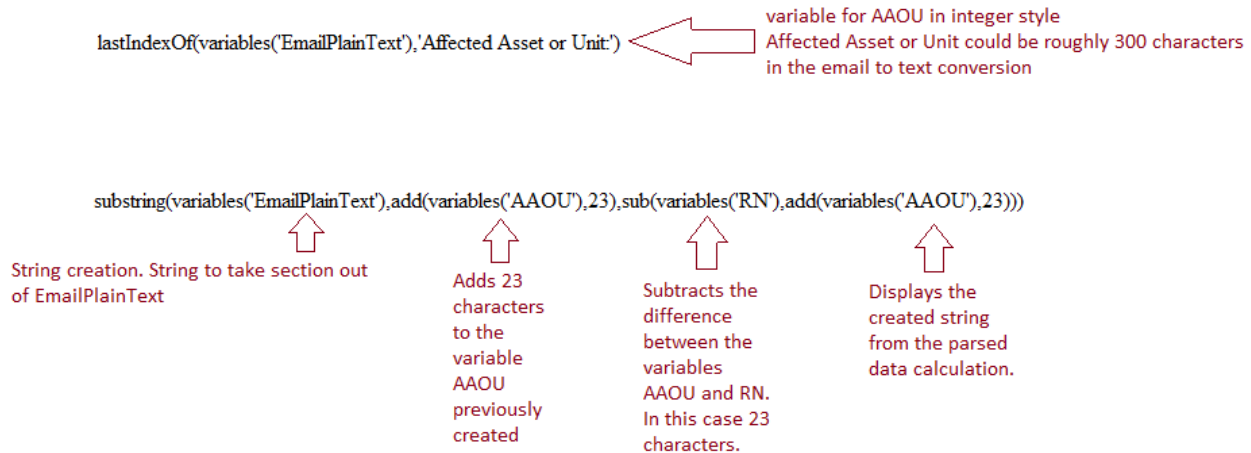 variable for AAOU in integer style
lastIndexOf(variables('EmailPlainText'),'Affected Asset or Unit:')
Affected Asset or Unit could be roughly 300 characters
in the email to text conversion
substring(variables('EmailPlainText'),add(variables('AAOU'),23),sub(variables('RN'),add(variables('AAOU'),23)))
String creation. String to take section out
of EmailPlainText
Adds 23
characters
to the
variable
AAOU
previously
created
Subtracts the
difference
between the
variables
AAOU and RN.
In this case 23
characters.
Displays the
created string
from the parsed
data calculation.